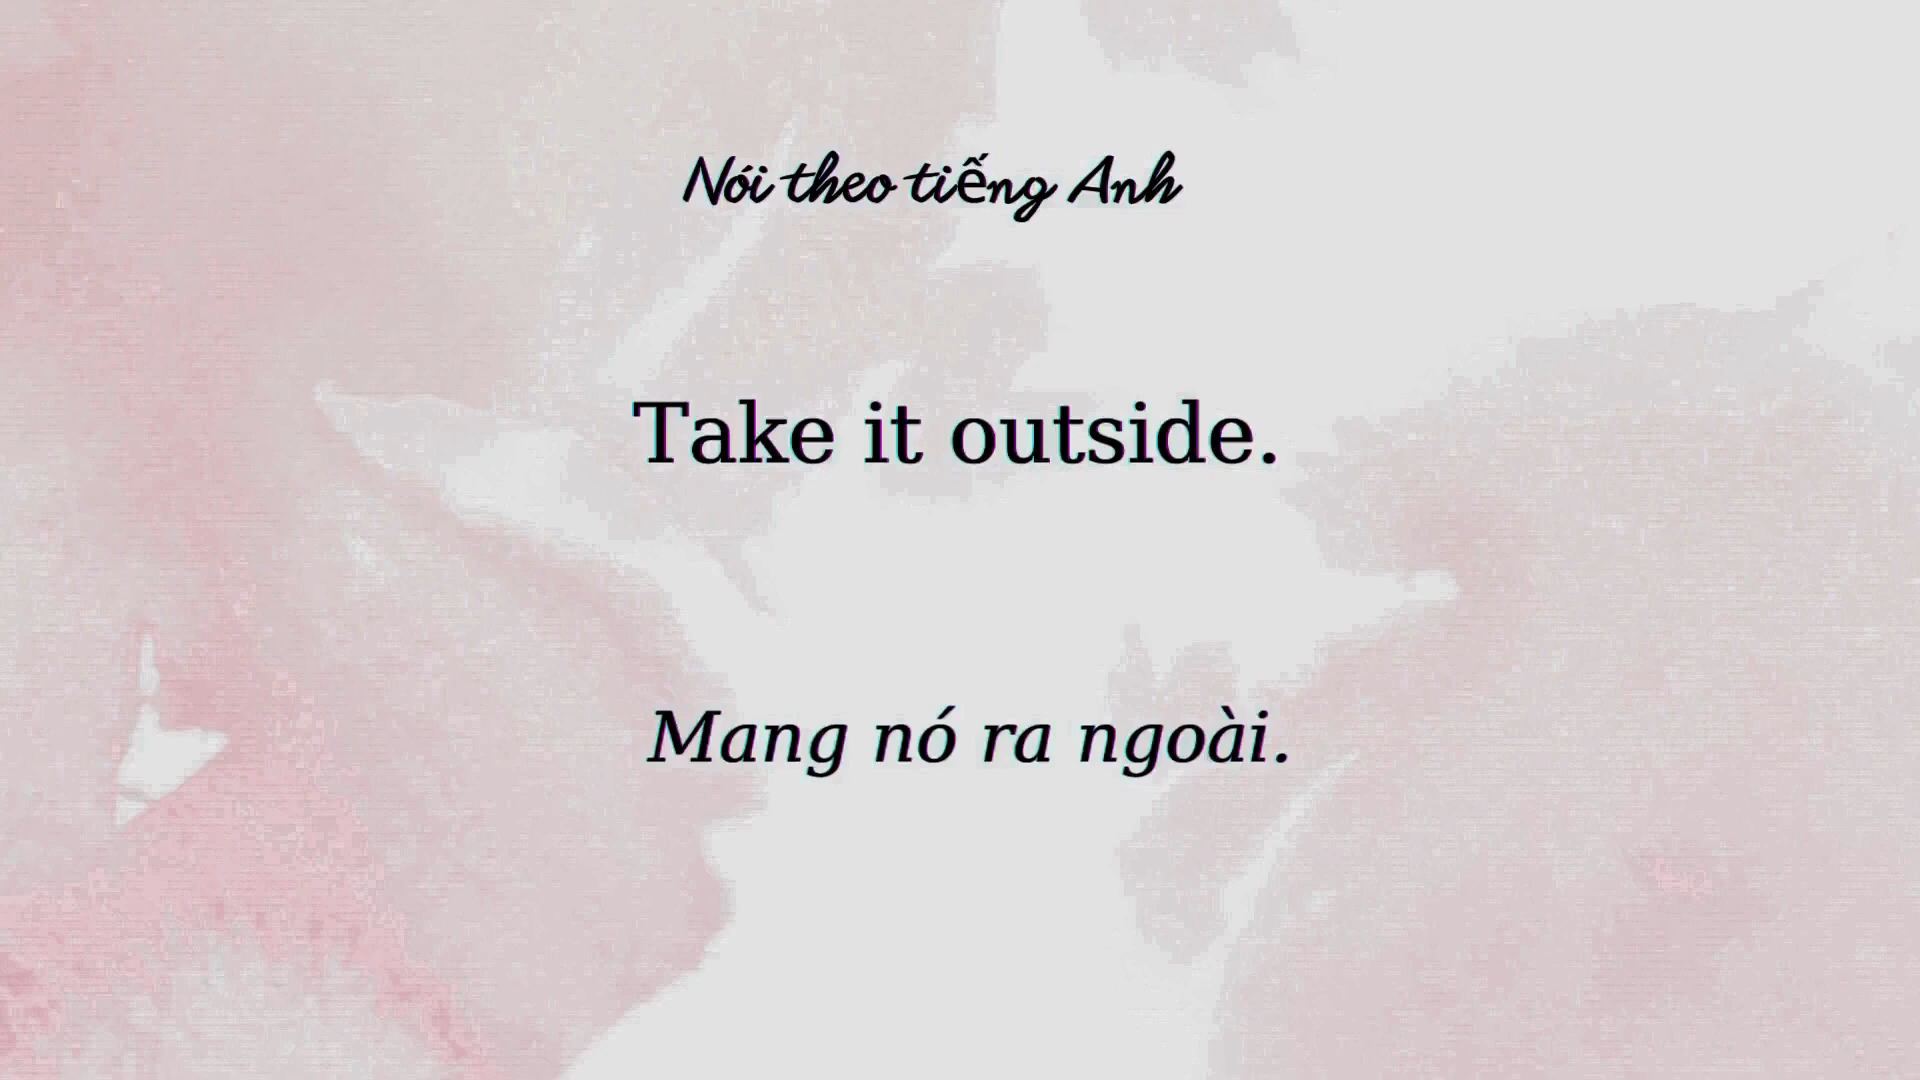 Nói theo tiếng Anh
Take it outside.
Mang nó ra ngoài.